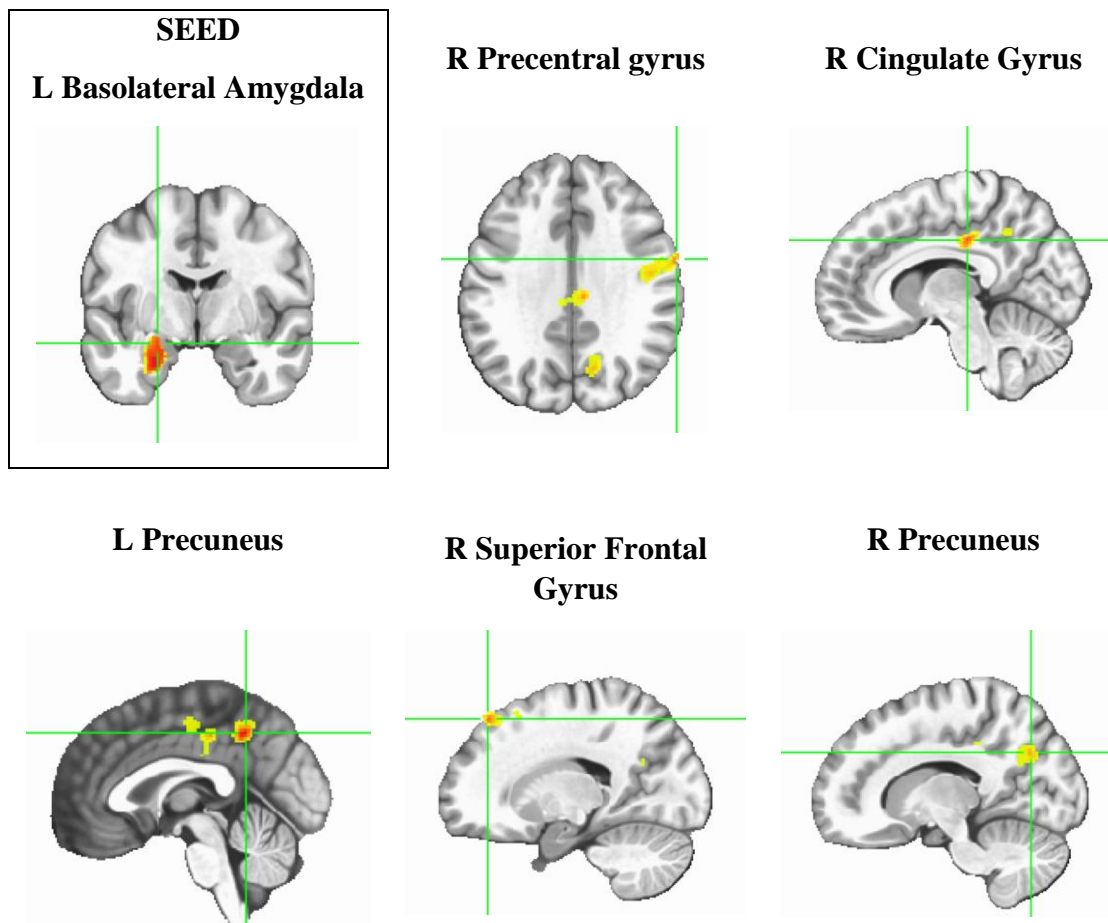 SEED
L Basolateral Amygdala
R Precentral gyrus
R Cingulate Gyrus
L Precuneus
R Superior Frontal
Gyrus
R Precuneus